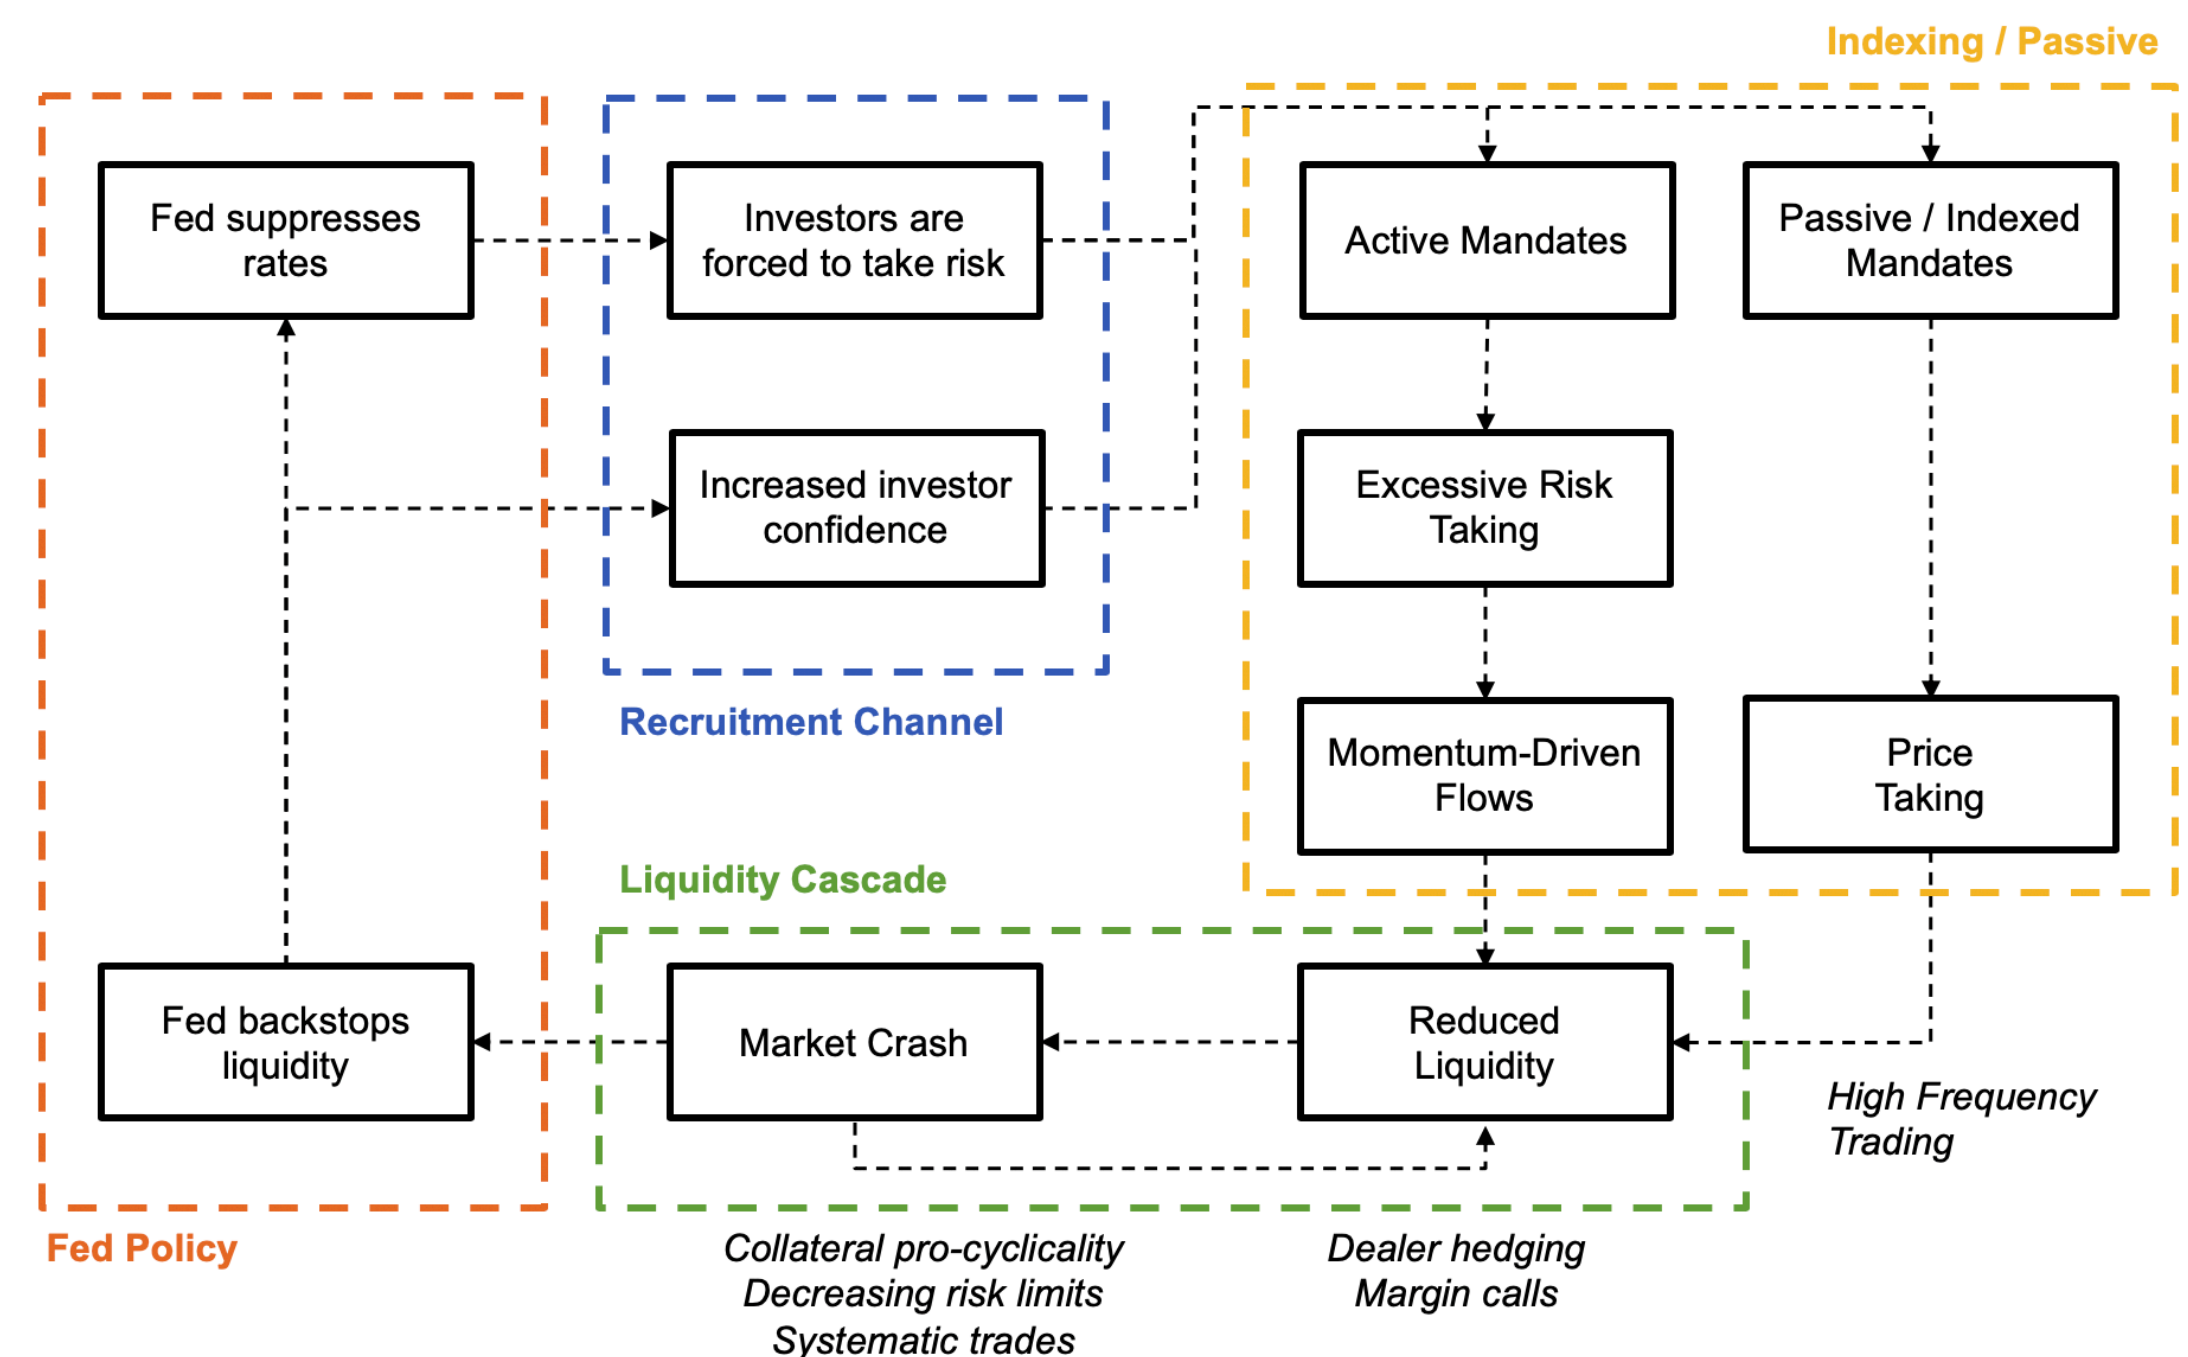 Indexing / Passive
Fed suppresses
rates
Investors are
forced to take risk
Active Mandates
Passive / Indexed
Mandates
Increased investor
confidence
Excessive Risk
Taking
Recruitment Channel
Momentum-Driven
Flows
Price
Taking
Liquidity Cascade
Fed backstops
liquidity
Market Crash
Reduced
Liquidity
High Frequency
Trading
Fed Policy
Collateral pro-cyclicality
Decreasing risk limits
Systematic trades
Dealer hedging
Margin calls